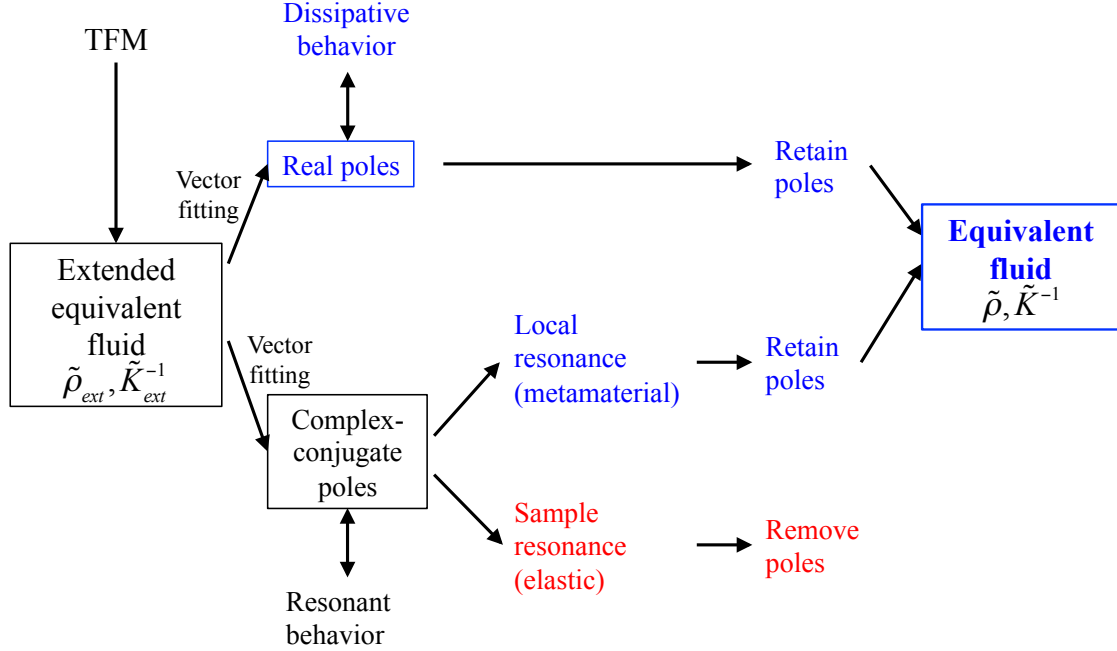 TFM
Dissipative
behavior
Real poles
Vector
fitting
Retain
poles
Equivalent
fluid
ρ̃, K̃⁻¹
Extended
equivalent
fluid
ρ̃ₑₓₜ, K̃ₑₓₜ⁻¹
Vector
fitting
Local
resonance
(metamaterial)
Retain
poles
Complex-
conjugate
poles
Sample
resonance
(elastic)
Remove
poles
Resonant
behavior